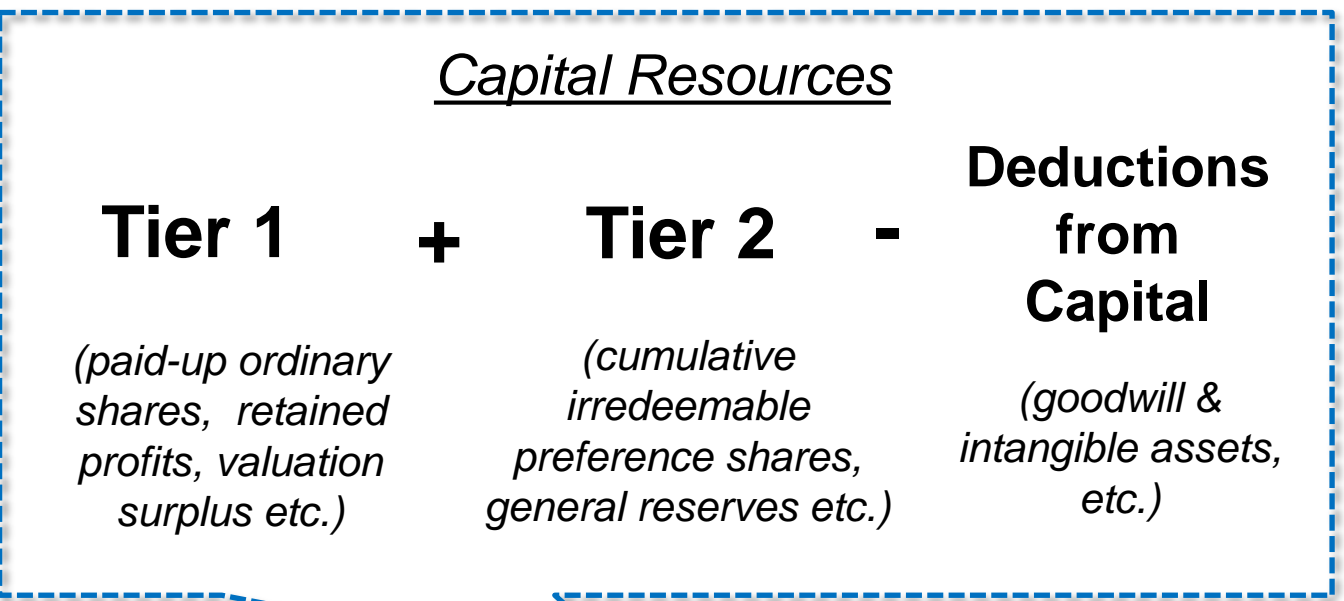 Capital Resources
Tier 1 + Tier 2 - Deductions from Capital
(paid-up ordinary
shares, retained
profits, valuation
surplus etc.)
(cumulative
irredeemable
preference shares,
general reserves etc.)
(goodwill &
intangible assets,
etc.)